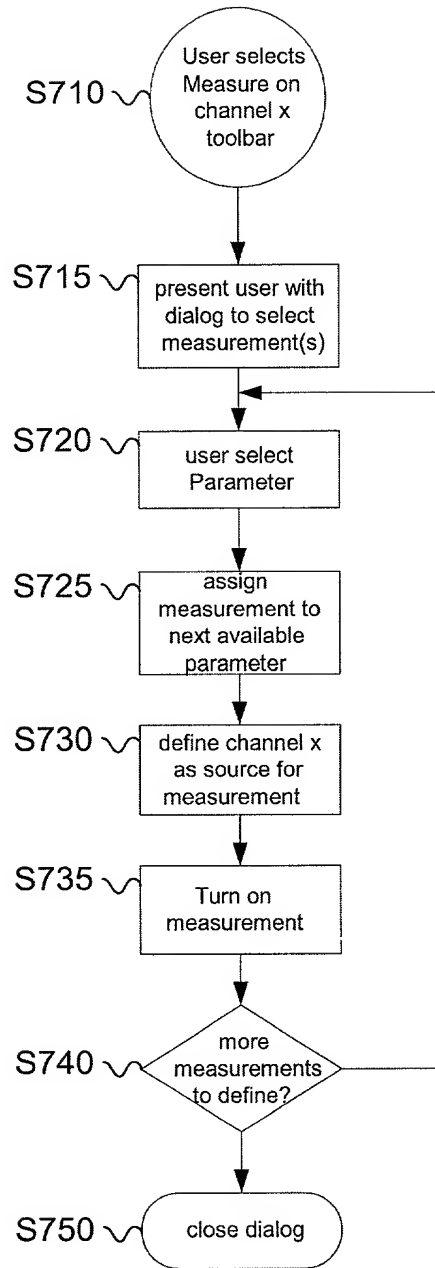 User selects
S710
Measure on
channel x
toolbar
S715
present user with
dialog to select
measurement(s)
S720
user select
Parameter
S725
assign
measurement to
next available
parameter
S730
define channel x
as source for
measurement
S735
Turn on
measurement
S740
more
measurements
to define?
S750
close dialog